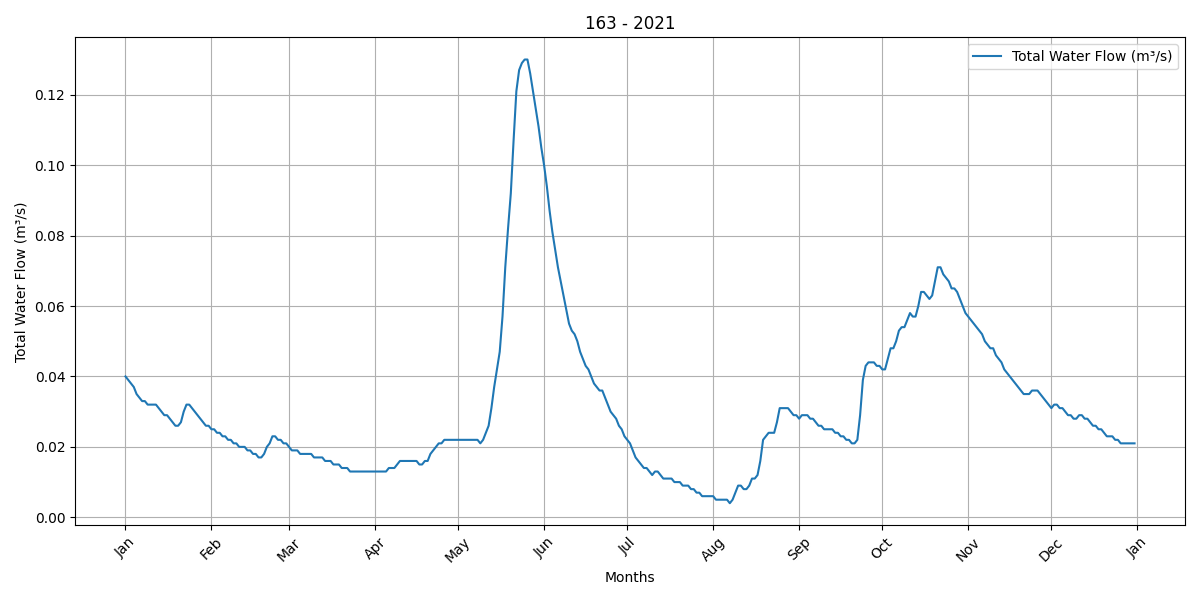 163 - 2021
Total Water Flow (m³/s)
Total Water Flow (m³/s)
0.12
0.10
0.08
0.06
0.04
0.02
0.00
Jan
Feb
Mar
Apr
May
Jun
Jul
Aug
Sep
Oct
Nov
Dec
Jan
Months